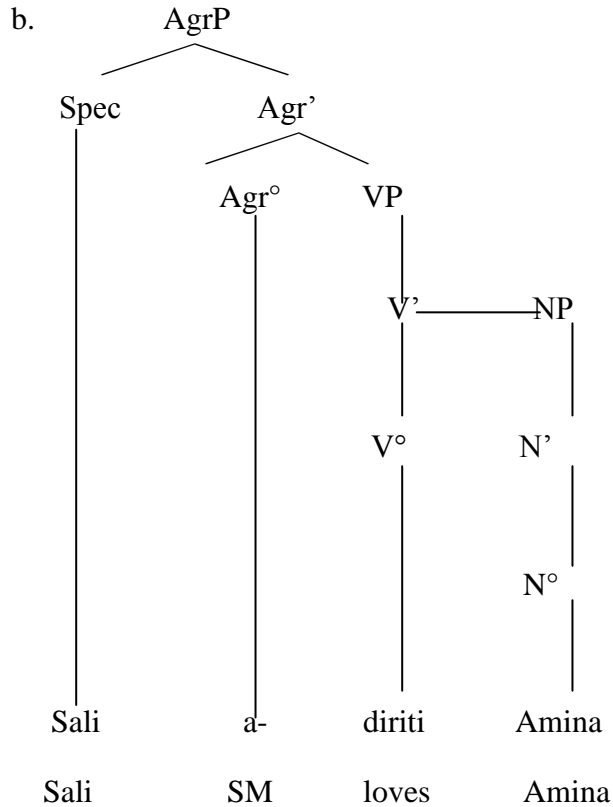 b. AgrP
Spec Agr’
Agr° VP
V’ NP
V° N’
N°
Sali a- diriti Amina
Sali SM loves Amina